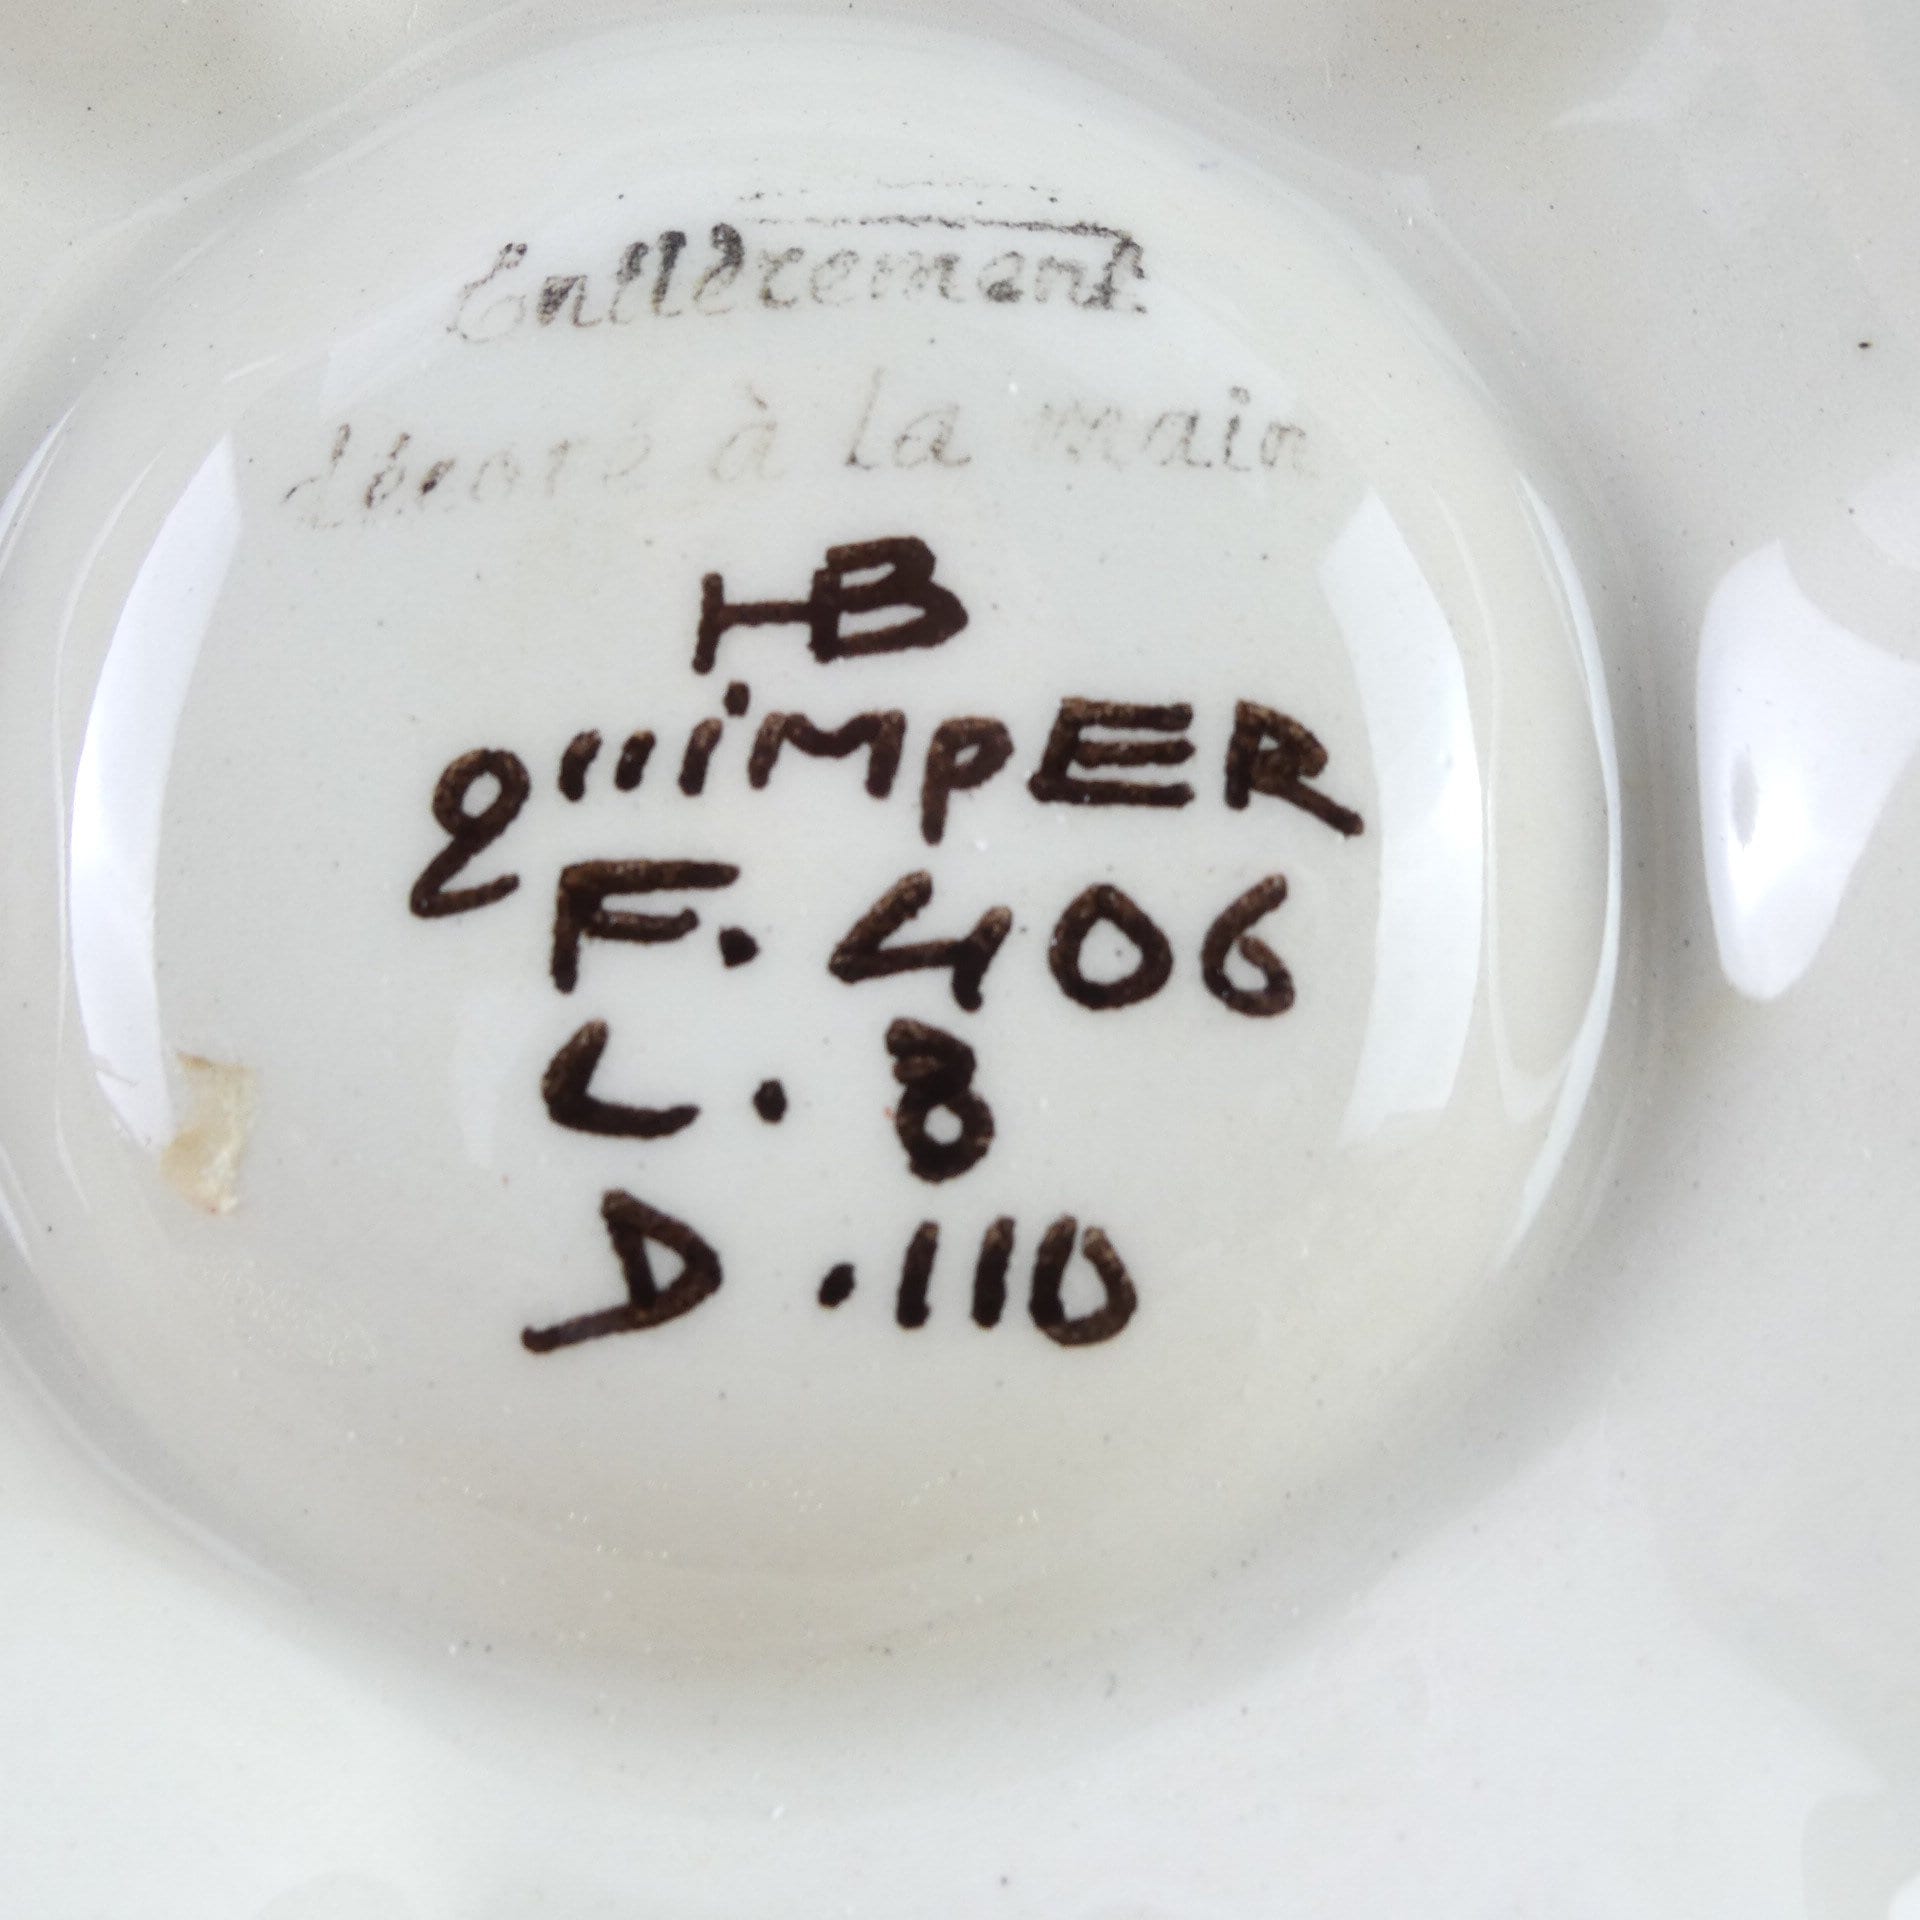 Entièrement
décoré à la main
HB
QUIMPER
F. 406
C. 8
D. 110